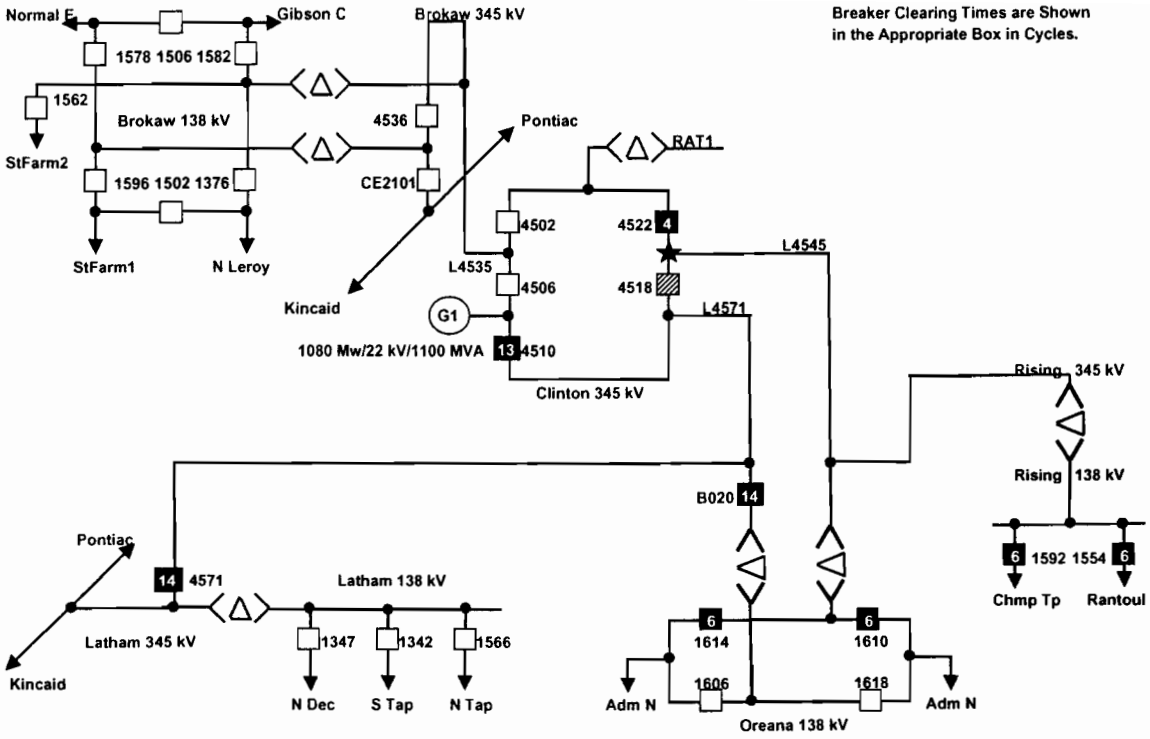 Normal E
Gibson C
Brokaw 345 kV
Breaker Clearing Times are Shown
in the Appropriate Box in Cycles.
1578 1506 1582
1562
Brokaw 138 kV
4536
Pontiac
StFarm2
RAT1
1596 1502 1376
CE2101
4502
4522 4
L4545
StFarm1
N Leroy
L4535
4506
4518
L4571
Kincaid
G1
1080 Mw/22 kV/1100 MVA
13 4510
Clinton 345 kV
Rising 345 kV
Rising 138 kV
B020 14
Pontiac
14 4571
Latham 138 kV
6 1592 1554 6
Chmp Tp
Rantoul
Latham 345 kV
1347
1342
1566
6
1614
6
1610
Kincaid
N Dec
S Tap
N Tap
Adm N
1606
1618
Adm N
Oreana 138 kV